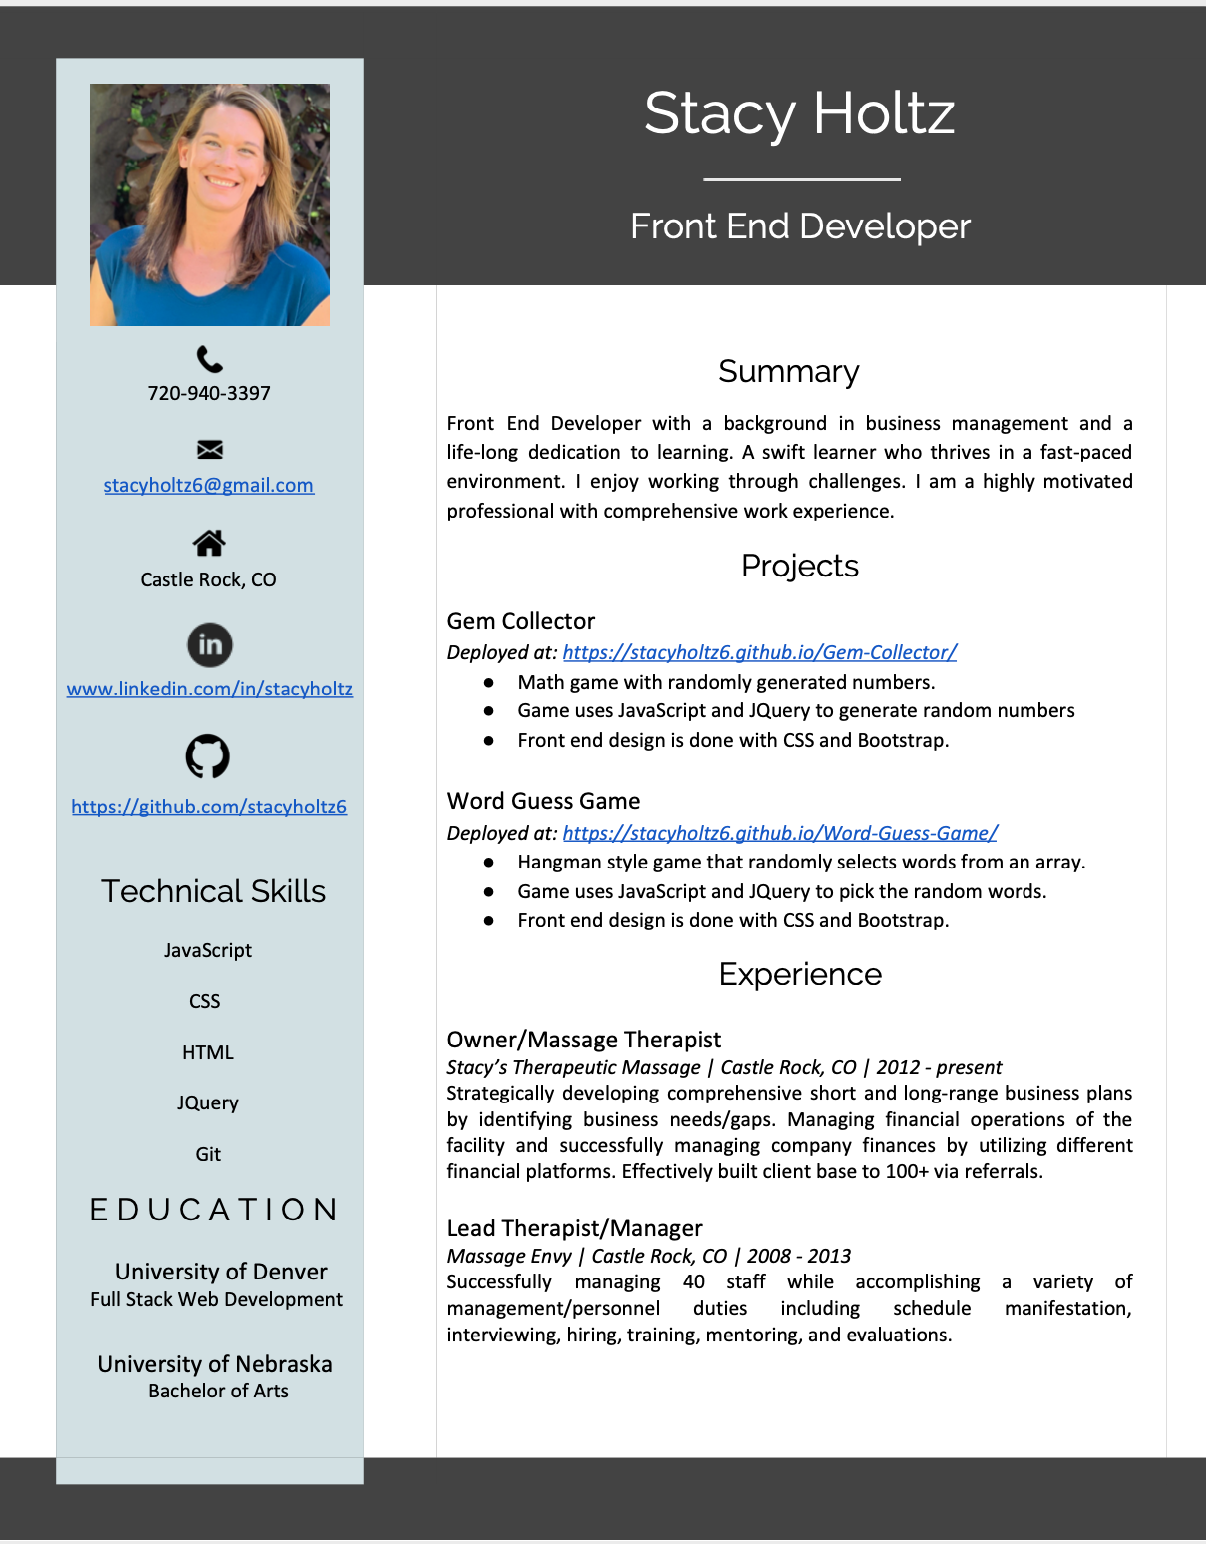 Stacy Holtz
Front End Developer
720-940-3397
stacyholtz6@gmail.com
Castle Rock, CO
in
www.linkedin.com/in/stacyholtz
https://github.com/stacyholtz6
Technical Skills
JavaScript
CSS
HTML
JQuery
Git
EDUCATION
University of Denver
Full Stack Web Development
University of Nebraska
Bachelor of Arts
Summary
Front End Developer with a background in business management and a
life-long dedication to learning. A swift learner who thrives in a fast-paced
environment. I enjoy working through challenges. I am a highly motivated
professional with comprehensive work experience.
Projects
Gem Collector
Deployed at: https://stacyholtz6.github.io/Gem-Collector/
● Math game with randomly generated numbers.
● Game uses JavaScript and JQuery to generate random numbers
● Front end design is done with CSS and Bootstrap.
Word Guess Game
Deployed at: https://stacyholtz6.github.io/Word-Guess-Game/
● Hangman style game that randomly selects words from an array.
● Game uses JavaScript and JQuery to pick the random words.
● Front end design is done with CSS and Bootstrap.
Experience
Owner/Massage Therapist
Stacy’s Therapeutic Massage | Castle Rock, CO | 2012 - present
Strategically developing comprehensive short and long-range business plans
by identifying business needs/gaps. Managing financial operations of the
facility and successfully managing company finances by utilizing different
financial platforms. Effectively built client base to 100+ via referrals.
Lead Therapist/Manager
Massage Envy | Castle Rock, CO | 2008 - 2013
Successfully managing 40 staff while accomplishing a variety of
management/personnel duties including schedule manifestation,
interviewing, hiring, training, mentoring, and evaluations.